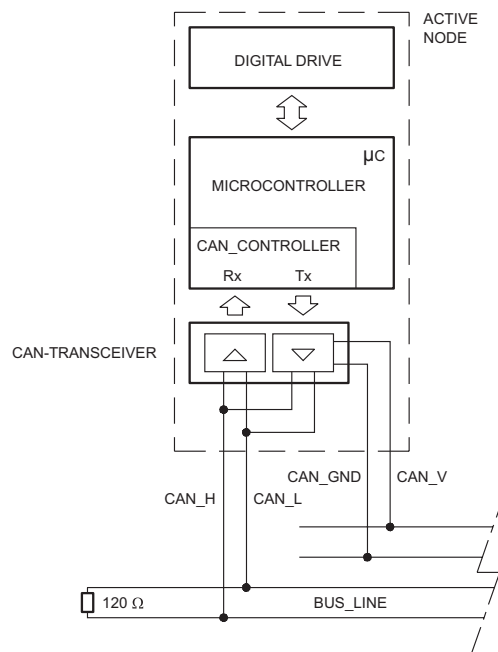 ACTIVE
NODE
DIGITAL DRIVE
µC
MICROCONTROLLER
CAN_CONTROLLER
Rx Tx
CAN-TRANSCEIVER
CAN_GND CAN_V
CAN_H CAN_L
120 Ω BUS_LINE